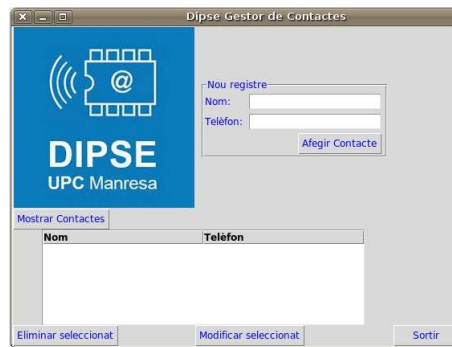 Dipse Gestor de Contactes
@
DIPSE
UPC Manresa
Nou registre
Nom:
Telèfon:
Afegir Contacte
Mostrar Contactes
Nom Telèfon
Eliminar seleccionat Modificar seleccionat Sortir